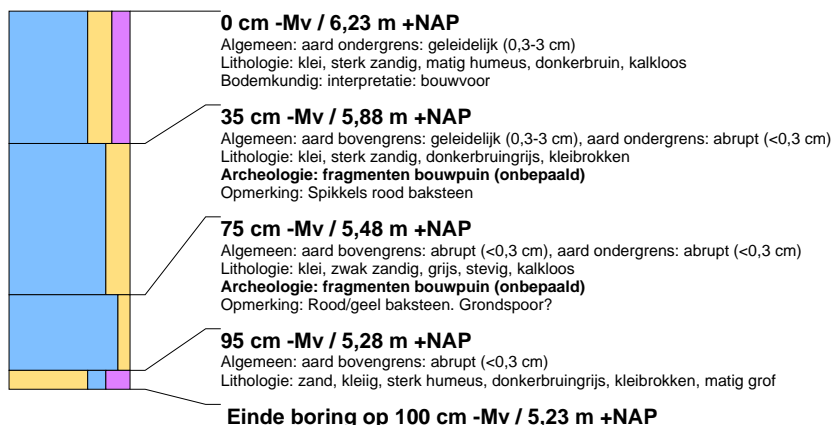 0 cm -Mv / 6,23 m +NAP
Algemeen: aard ondergrens: geleidelijk (0,3-3 cm)
Lithologie: klei, sterk zandig, matig humeus, donkerbruin, kalkloos
Bodemkundig: interpretatie: bouwvoor
35 cm -Mv / 5,88 m +NAP
Algemeen: aard bovengrens: geleidelijk (0,3-3 cm), aard ondergrens: abrupt (<0,3 cm)
Lithologie: klei, sterk zandig, donkerbruingrijs, kleibrokken
Archeologie: fragmenten bouwpuin (onbepaald)
Opmerking: Spikkels rood baksteen
75 cm -Mv / 5,48 m +NAP
Algemeen: aard bovengrens: abrupt (<0,3 cm), aard ondergrens: abrupt (<0,3 cm)
Lithologie: klei, zwak zandig, grijs, stevig, kalkloos
Archeologie: fragmenten bouwpuin (onbepaald)
Opmerking: Rood/geel baksteen. Grondspoor?
95 cm -Mv / 5,28 m +NAP
Algemeen: aard bovengrens: abrupt (<0,3 cm)
Lithologie: zand, kleiig, sterk humeus, donkerbruingrijs, kleibrokken, matig grof
Einde boring op 100 cm -Mv / 5,23 m +NAP